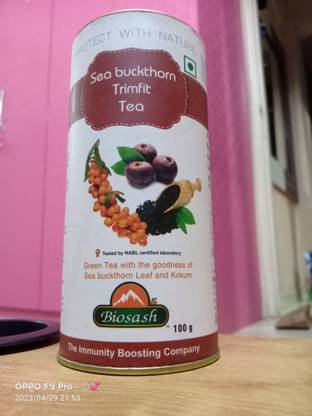 PROTECT WITH NATURE
Sea buckthorn
Trimfit
Tea
Tested by NABL certified laboratory
Green Tea with the goodness of
Sea buckthorn Leaf and Kokum
Biosash
100 g
The Immunity Boosting Company
OPPO F9 Pro
2023/04/29 21:53